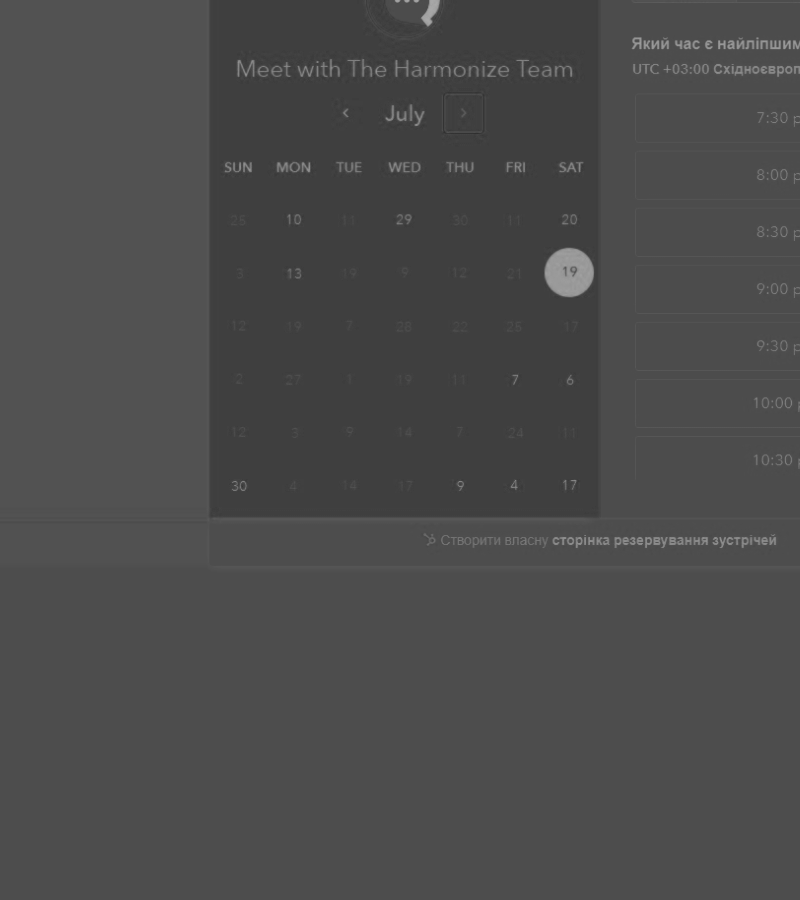 Meet with The Harmonize Team
July
SUN MON TUE WED THU FRI SAT
10 29 30 11 20
3 13 19 9 12 21 19
12 19 7 28 22 25 17
2 27 1 19 11 7 6
12 3 9 14 7 24 11
30 4 14 17 9 4 17
Який час є найліпшим
UTC +03:00 Східноєвроп
7:30 p
8:00 p
8:30 p
9:00 p
9:30 p
10:00 p
10:30 p
Створити власну сторінка резервування зустрічей